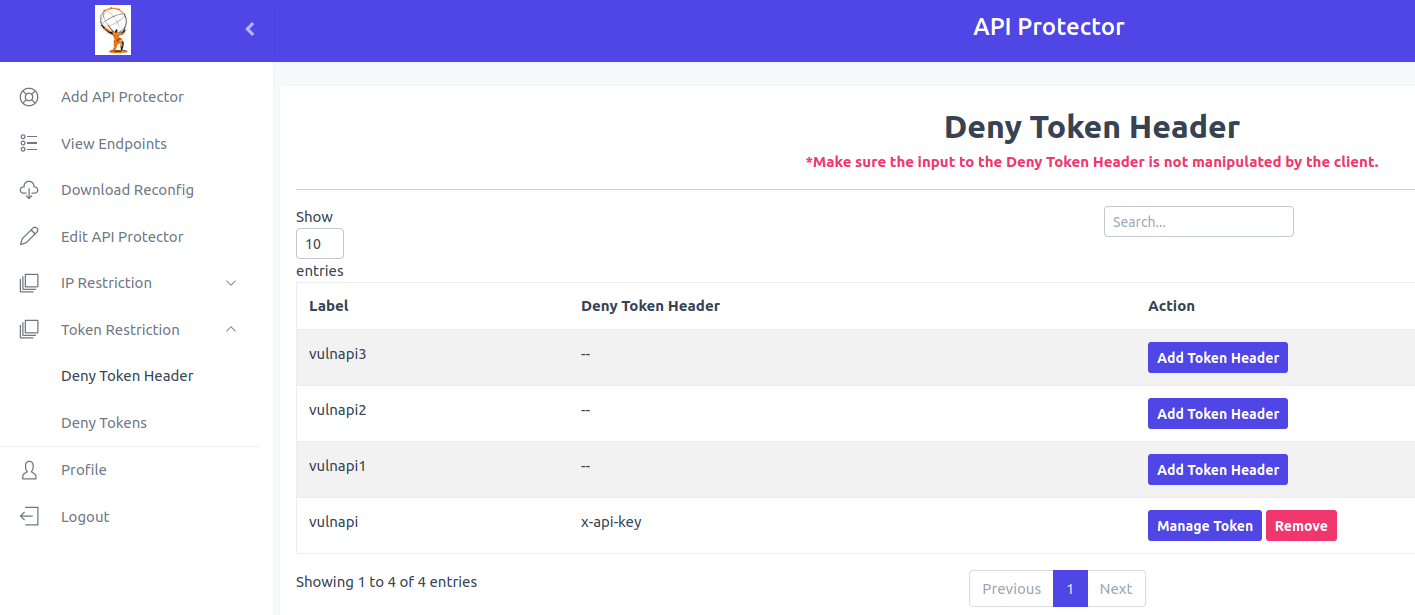 API Protector
Add API Protector
View Endpoints
Download Reconfig
Edit API Protector
IP Restriction
Token Restriction
Deny Token Header
Deny Tokens
Profile
Logout
Deny Token Header
*Make sure the input to the Deny Token Header is not manipulated by the client.
Show
10
entries
Search...
Label Deny Token Header Action
vulnapi3 -- Add Token Header
vulnapi2 -- Add Token Header
vulnapi1 -- Add Token Header
vulnapi x-api-key Manage Token Remove
Showing 1 to 4 of 4 entries
Previous 1 Next